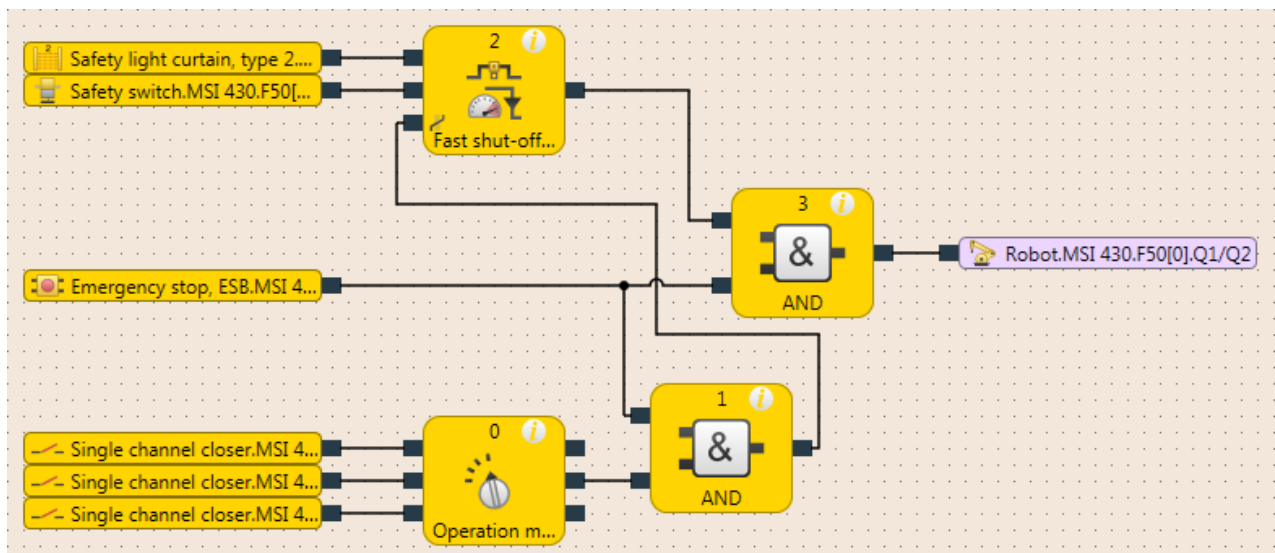 2
Safety light curtain, type 2....
Safety switch.MSI 430.F50[...
Fast shut-off...
3
&
AND
Robot.MSI 430.F50[0].Q1/Q2
Emergency stop, ESB.MSI 4...
1
&
AND
0
Single channel closer.MSI 4...
Single channel closer.MSI 4...
Single channel closer.MSI 4...
Operation m...